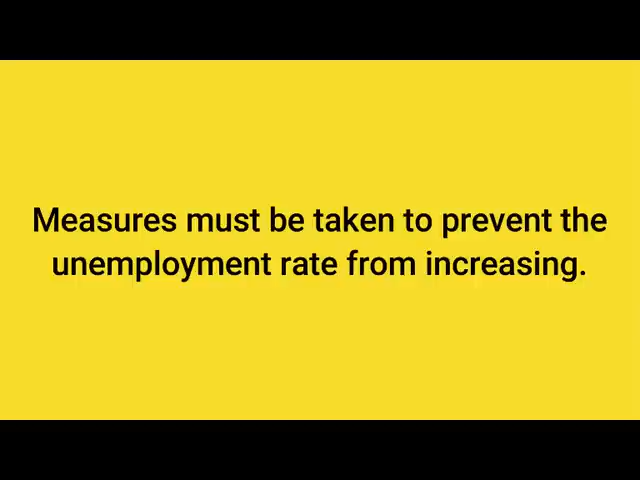 Measures must be taken to prevent the
unemployment rate from increasing.